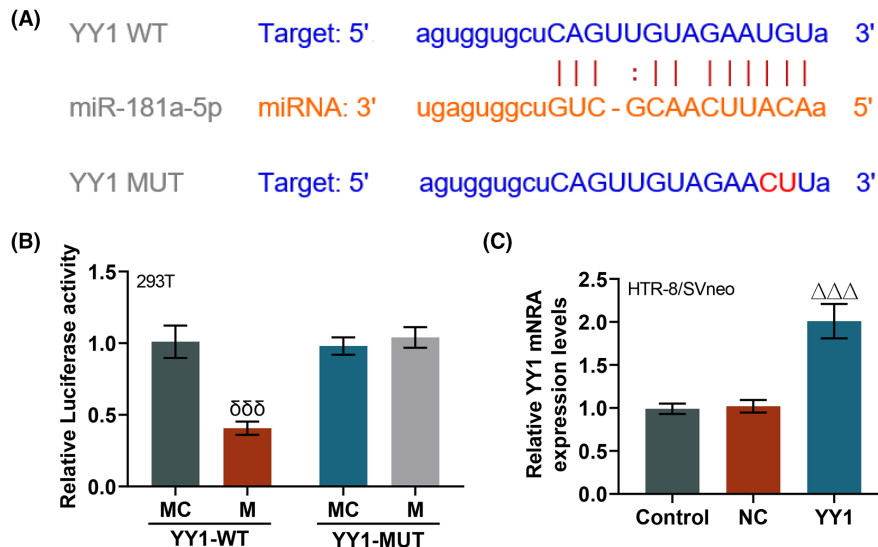 (A)
YY1 WT Target: 5' aguggugcuCAGUUGUAGAAUGUa 3'
miR-181a-5p miRNA: 3' ugaguggcuGUC-GCAACUUACAa 5'
YY1 MUT Target: 5' aguggugcuCAGUUGUAGAACUUa 3'
(B)
Relative Luciferase activity
1.5
1.0
0.5
0.0
293T
δδδ
MC M MC M
YY1-WT YY1-MUT
(C)
Relative YY1 mNRA
expression levels
2.5
2.0
1.5
1.0
0.5
0.0
HTR-8/SVneo
△△△
Control NC YY1